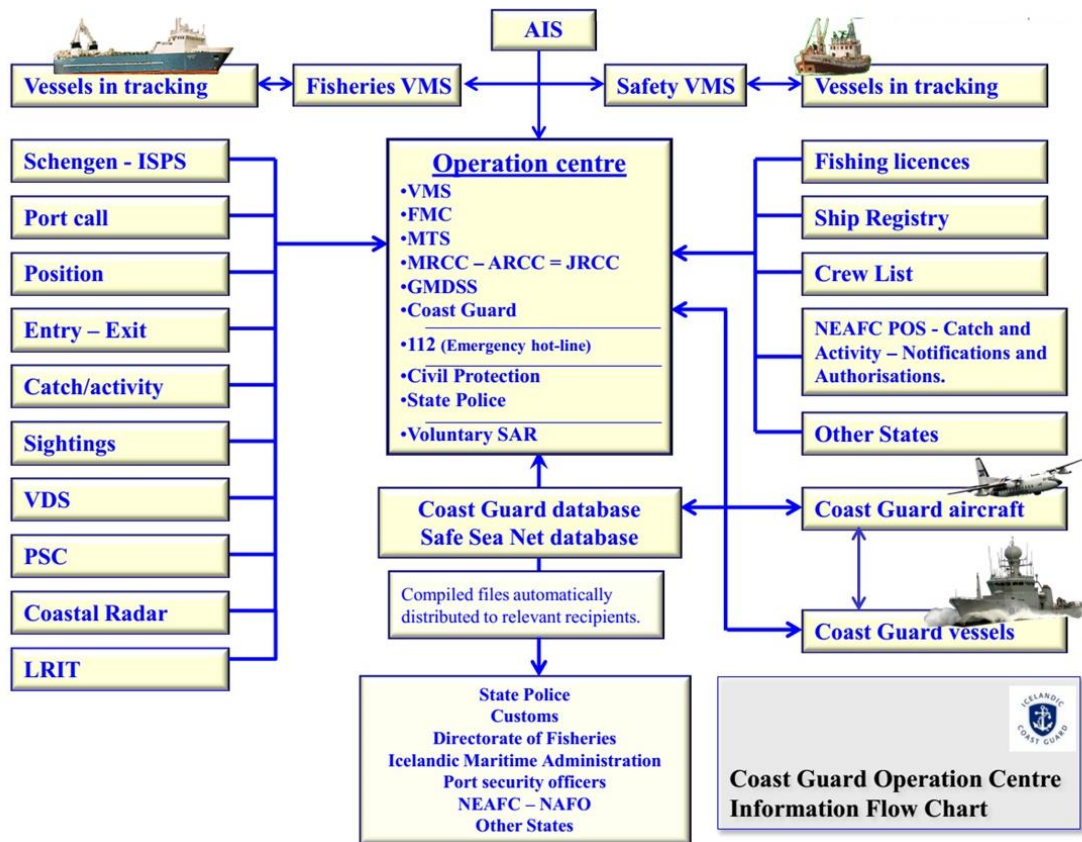 AIS
Vessels in tracking
Fisheries VMS
Safety VMS
Vessels in tracking
Schengen - ISPS
Port call
Position
Entry – Exit
Catch/activity
Sightings
VDS
PSC
Coastal Radar
LRIT
Operation centre
•VMS
•FMC
•MTS
•MRCC – ARCC = JRCC
•GMDSS
•Coast Guard
•112 (Emergency hot-line)
•Civil Protection
•State Police
•Voluntary SAR
Fishing licences
Ship Registry
Crew List
NEAFC POS - Catch and
Activity – Notifications and
Authorisations.
Other States
Coast Guard database
Safe Sea Net database
Coast Guard aircraft
Compiled files automatically
distributed to relevant recipients.
Coast Guard vessels
State Police
Customs
Directorate of Fisheries
Icelandic Maritime Administration
Port security officers
NEAFC – NAFO
Other States
ICELANDIC
COAST GUARD
Coast Guard Operation Centre
Information Flow Chart